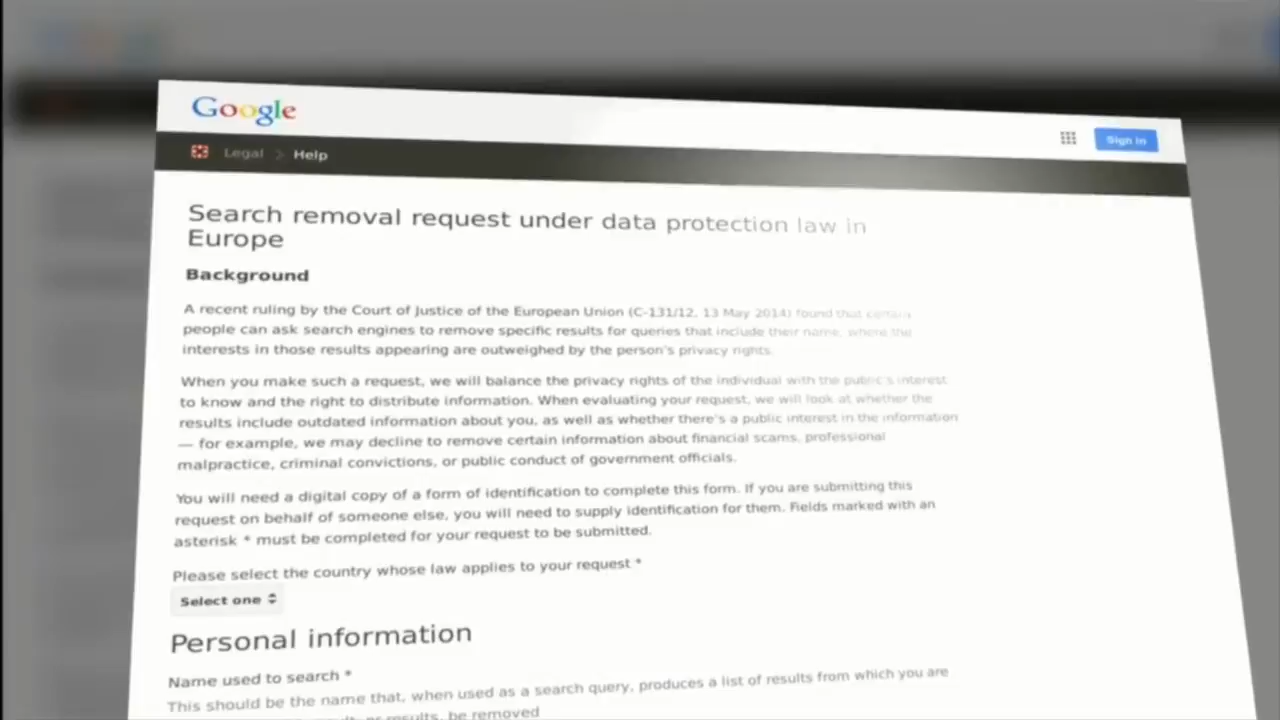 Google
Sign in
Legal > Help
Search removal request under data protection law in
Europe
Background
A recent ruling by the Court of Justice of the European Union (C-131/12, 13 May 2014) found that certain
people can ask search engines to remove specific results for queries that include their name, where the
interests in those results appearing are outweighed by the person's privacy rights.
When you make such a request, we will balance the privacy rights of the individual with the public's interest
to know and the right to distribute information. When evaluating your request, we will look at whether the
results include outdated information about you, as well as whether there's a public interest in the information
— for example, we may decline to remove certain information about financial scams, professional
malpractice, criminal convictions, or public conduct of government officials.
You will need a digital copy of a form of identification to complete this form. If you are submitting this
request on behalf of someone else, you will need to supply identification for them. Fields marked with an
asterisk * must be completed for your request to be submitted.
Please select the country whose law applies to your request *
Select one
Personal information
Name used to search *
This should be the name that, when used as a search query, produces a list of results from which you are
results, be removed